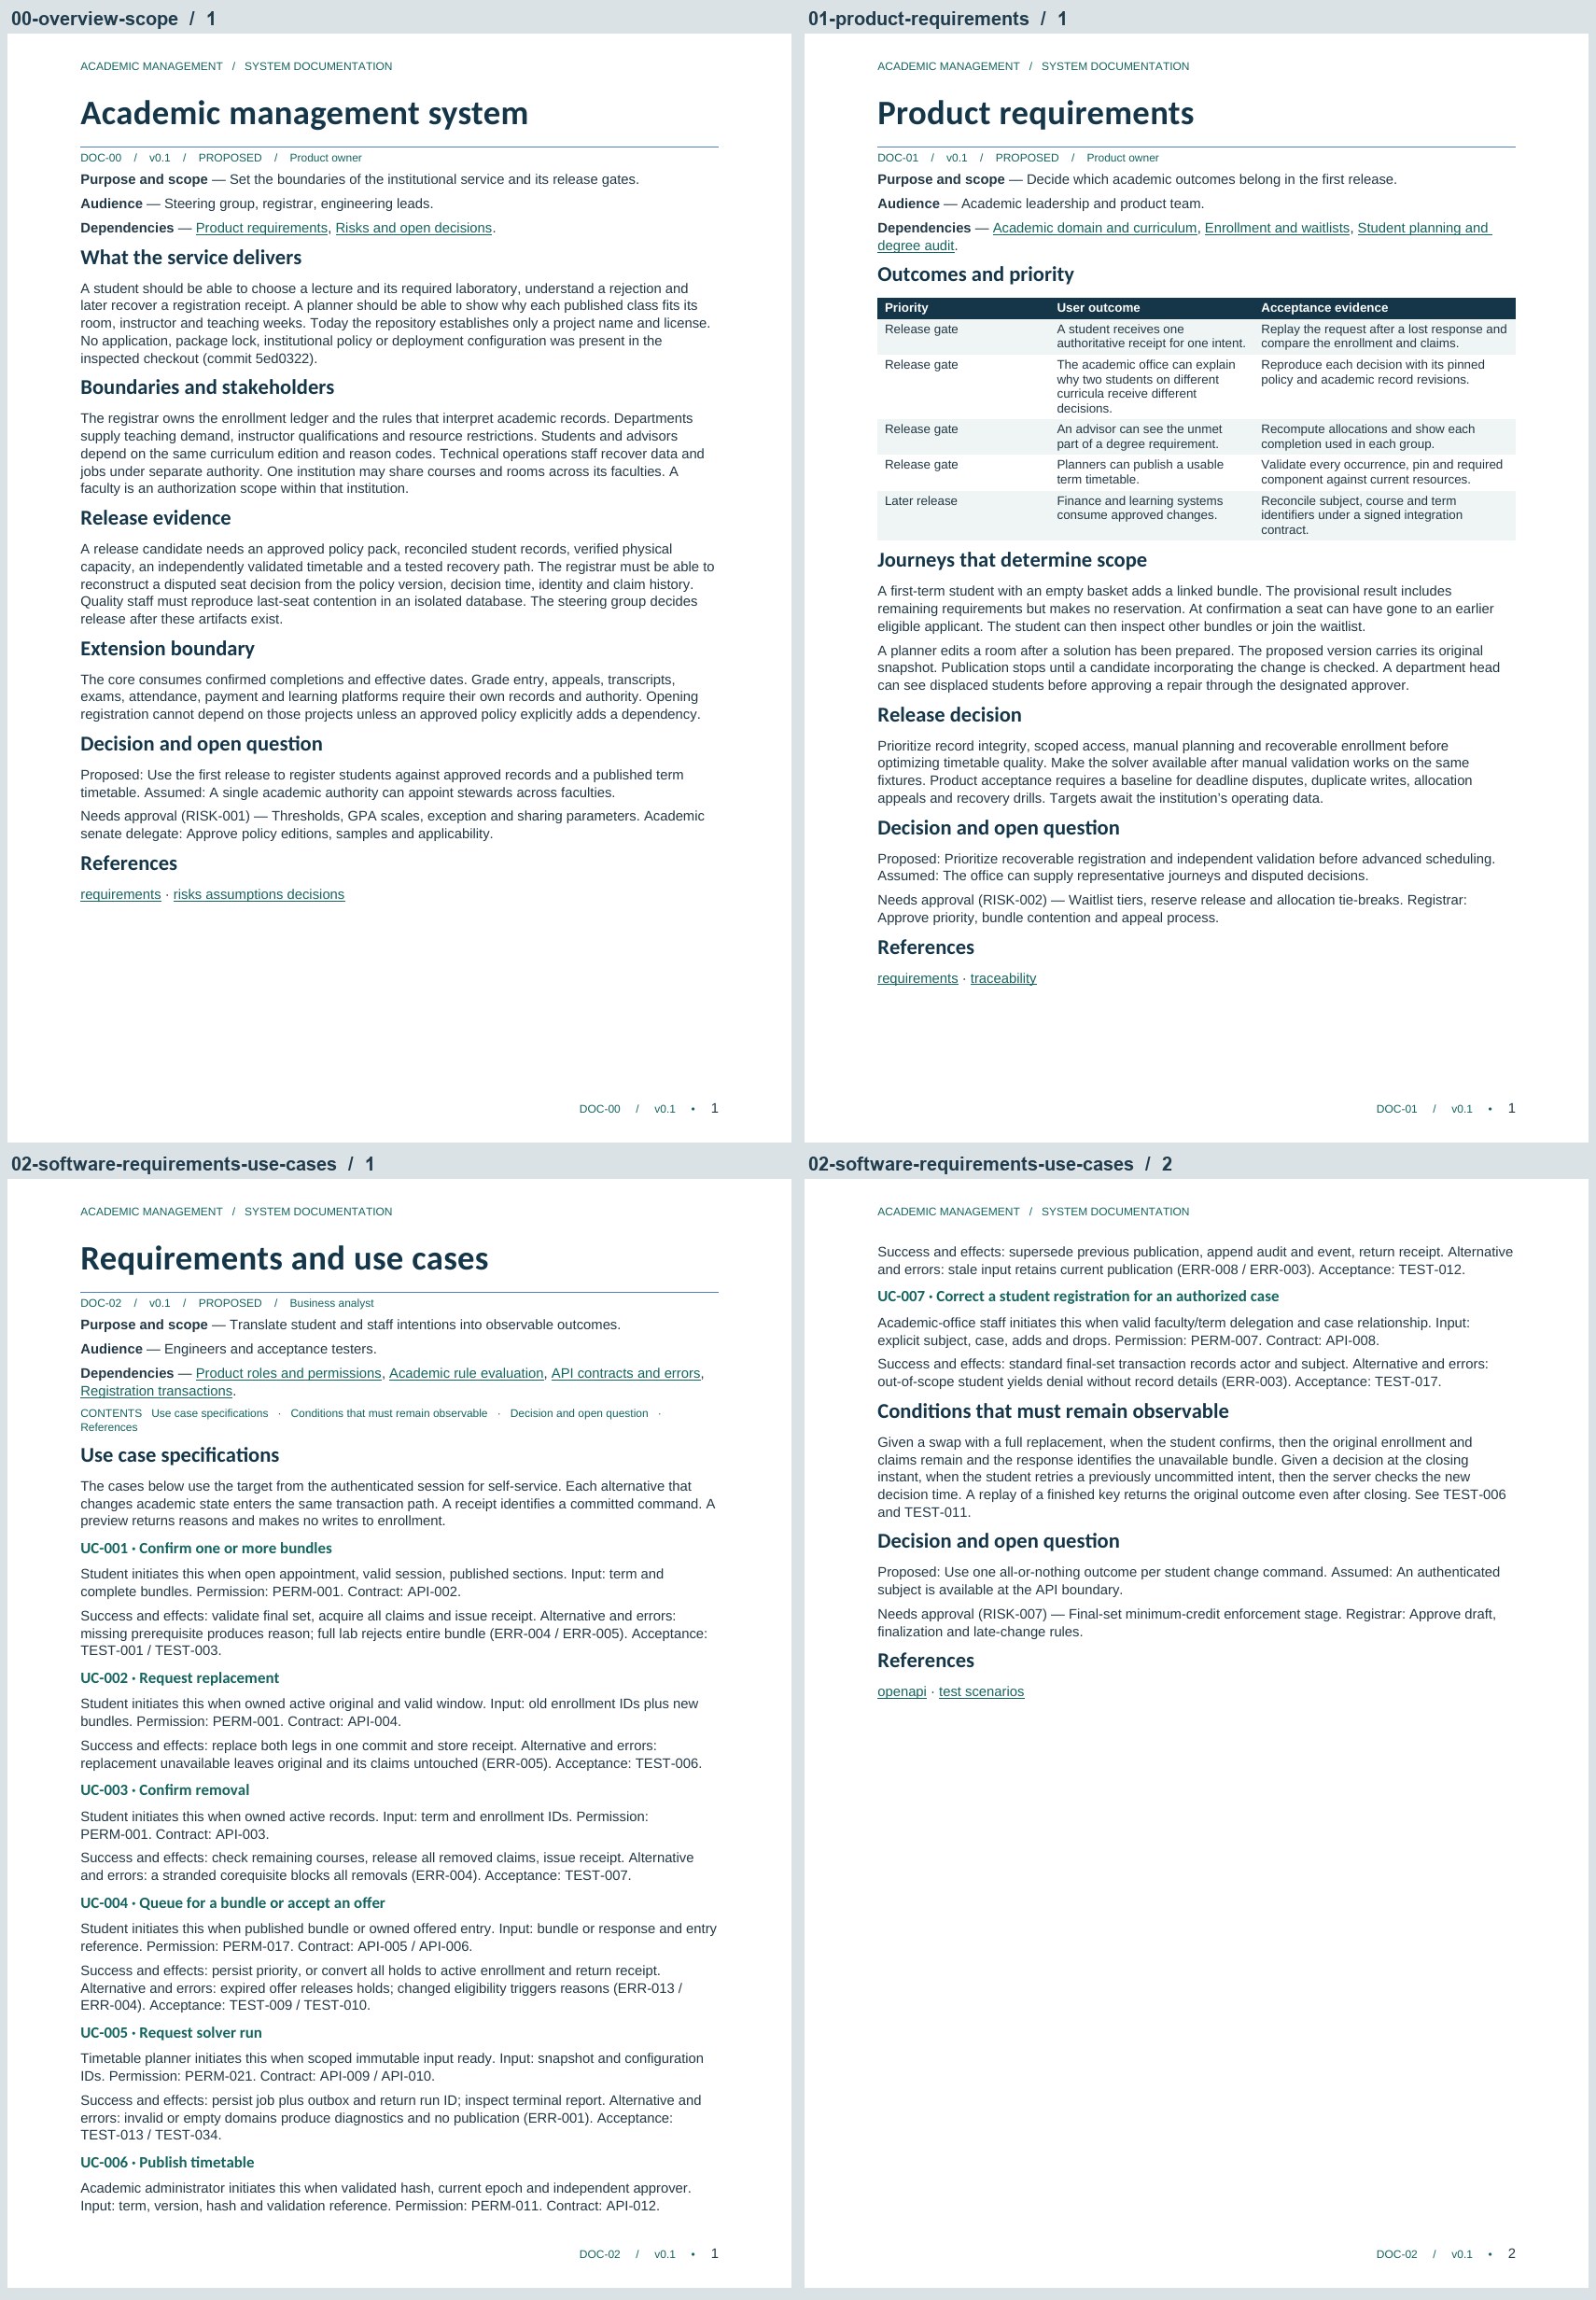 00-overview-scope / 1
ACADEMIC MANAGEMENT / SYSTEM DOCUMENTATION
Academic management system
DOC-00 / v0.1 / PROPOSED / Product owner
Purpose and scope — Set the boundaries of the institutional service and its release gates.
Audience — Steering group, registrar, engineering leads.
Dependencies — Product requirements, Risks and open decisions.
What the service delivers
A student should be able to choose a lecture and its required laboratory, understand a rejection and
later recover a registration receipt. A planner should be able to show why each published class fits its
room, instructor and teaching weeks. Today the repository establishes only a project name and license.
No application, package lock, institutional policy or deployment configuration was present in the
inspected checkout (commit 5ed0322).
Boundaries and stakeholders
The registrar owns the enrollment ledger and the rules that interpret academic records. Departments
supply teaching demand, instructor qualifications and resource restrictions. Students and advisors
depend on the same curriculum edition and reason codes. Technical operations staff recover data and
jobs under separate authority. One institution may share courses and rooms across its faculties. A
faculty is an authorization scope within that institution.
Release evidence
A release candidate needs an approved policy pack, reconciled student records, verified physical
capacity, an independently validated timetable and a tested recovery path. The registrar must be able to
reconstruct a disputed seat decision from the policy version, decision time, identity and claim history.
Quality staff must reproduce last-seat contention in an isolated database. The steering group decides
release after these artifacts exist.
Extension boundary
The core consumes confirmed completions and effective dates. Grade entry, appeals, transcripts,
exams, attendance, payment and learning platforms require their own records and authority. Opening
registration cannot depend on those projects unless an approved policy explicitly adds a dependency.
Decision and open question
Proposed: Use the first release to register students against approved records and a published term
timetable. Assumed: A single academic authority can appoint stewards across faculties.
Needs approval (RISK-001) — Thresholds, GPA scales, exception and sharing parameters. Academic
senate delegate: Approve policy editions, samples and applicability.
References
requirements · risks assumptions decisions
DOC-00 / v0.1 • 1
01-product-requirements / 1
ACADEMIC MANAGEMENT / SYSTEM DOCUMENTATION
Product requirements
DOC-01 / v0.1 / PROPOSED / Product owner
Purpose and scope — Decide which academic outcomes belong in the first release.
Audience — Academic leadership and product team.
Dependencies — Academic domain and curriculum, Enrollment and waitlists, Student planning and
degree audit.
Outcomes and priority
Priority User outcome Acceptance evidence
Release gate A student receives one Replay the request after a lost response and
authoritative receipt for one intent. compare the enrollment and claims.
Release gate The academic office can explain Reproduce each decision with its pinned
why two students on different policy and academic record revisions.
curricula receive different
decisions.
Release gate An advisor can see the unmet Recompute allocations and show each
part of a degree requirement. completion used in each group.
Release gate Planners can publish a usable Validate every occurrence, pin and required
term timetable. component against current resources.
Later release Finance and learning systems Reconcile subject, course and term
consume approved changes. identifiers under a signed integration
contract.
Journeys that determine scope
A first-term student with an empty basket adds a linked bundle. The provisional result includes
remaining requirements but makes no reservation. At confirmation a seat can have gone to an earlier
eligible applicant. The student can then inspect other bundles or join the waitlist.
A planner edits a room after a solution has been prepared. The proposed version carries its original
snapshot. Publication stops until a candidate incorporating the change is checked. A department head
can see displaced students before approving a repair through the designated approver.
Release decision
Prioritize record integrity, scoped access, manual planning and recoverable enrollment before
optimizing timetable quality. Make the solver available after manual validation works on the same
fixtures. Product acceptance requires a baseline for deadline disputes, duplicate writes, allocation
appeals and recovery drills. Targets await the institution’s operating data.
Decision and open question
Proposed: Prioritize recoverable registration and independent validation before advanced scheduling.
Assumed: The office can supply representative journeys and disputed decisions.
Needs approval (RISK-002) — Waitlist tiers, reserve release and allocation tie-breaks. Registrar:
Approve priority, bundle contention and appeal process.
References
requirements · traceability
DOC-01 / v0.1 • 1
02-software-requirements-use-cases / 1
ACADEMIC MANAGEMENT / SYSTEM DOCUMENTATION
Requirements and use cases
DOC-02 / v0.1 / PROPOSED / Business analyst
Purpose and scope — Translate student and staff intentions into observable outcomes.
Audience — Engineers and acceptance testers.
Dependencies — Product roles and permissions, Academic rule evaluation, API contracts and errors,
Registration transactions.
CONTENTS Use case specifications · Conditions that must remain observable · Decision and open question ·
References
Use case specifications
The cases below use the target from the authenticated session for self-service. Each alternative that
changes academic state enters the same transaction path. A receipt identifies a committed command. A
preview returns reasons and makes no writes to enrollment.
UC-001 · Confirm one or more bundles
Student initiates this when open appointment, valid session, published sections. Input: term and
complete bundles. Permission: PERM-001. Contract: API-002.
Success and effects: validate final set, acquire all claims and issue receipt. Alternative and errors:
missing prerequisite produces reason; full lab rejects entire bundle (ERR-004 / ERR-005). Acceptance:
TEST-001 / TEST-003.
UC-002 · Request replacement
Student initiates this when owned active original and valid window. Input: old enrollment IDs plus new
bundles. Permission: PERM-001. Contract: API-004.
Success and effects: replace both legs in one commit and store receipt. Alternative and errors:
replacement unavailable leaves original and its claims untouched (ERR-005). Acceptance: TEST-006.
UC-003 · Confirm removal
Student initiates this when owned active records. Input: term and enrollment IDs. Permission:
PERM-001. Contract: API-003.
Success and effects: check remaining courses, release all removed claims, issue receipt. Alternative
and errors: a stranded corequisite blocks all removals (ERR-004). Acceptance: TEST-007.
UC-004 · Queue for a bundle or accept an offer
Student initiates this when published bundle or owned offered entry. Input: bundle or response and entry
reference. Permission: PERM-017. Contract: API-005 / API-006.
Success and effects: persist priority, or convert all holds to active enrollment and return receipt.
Alternative and errors: expired offer releases holds; changed eligibility triggers reasons (ERR-013 /
ERR-004). Acceptance: TEST-009 / TEST-010.
UC-005 · Request solver run
Timetable planner initiates this when scoped immutable input ready. Input: snapshot and configuration
IDs. Permission: PERM-021. Contract: API-009 / API-010.
Success and effects: persist job plus outbox and return run ID; inspect terminal report. Alternative and
errors: invalid or empty domains produce diagnostics and no publication (ERR-001). Acceptance:
TEST-013 / TEST-034.
UC-006 · Publish timetable
Academic administrator initiates this when validated hash, current epoch and independent approver.
Input: term, version, hash and validation reference. Permission: PERM-011. Contract: API-012.
DOC-02 / v0.1 • 1
02-software-requirements-use-cases / 2
ACADEMIC MANAGEMENT / SYSTEM DOCUMENTATION
Success and effects: supersede previous publication, append audit and event, return receipt. Alternative
and errors: stale input retains current publication (ERR-008 / ERR-003). Acceptance: TEST-012.
UC-007 · Correct a student registration for an authorized case
Academic-office staff initiates this when valid faculty/term delegation and case relationship. Input:
explicit subject, case, adds and drops. Permission: PERM-007. Contract: API-008.
Success and effects: standard final-set transaction records actor and subject. Alternative and errors:
out-of-scope student yields denial without record details (ERR-003). Acceptance: TEST-017.
Conditions that must remain observable
Given a swap with a full replacement, when the student confirms, then the original enrollment and
claims remain and the response identifies the unavailable bundle. Given a decision at the closing
instant, when the student retries a previously uncommitted intent, then the server checks the new
decision time. A replay of a finished key returns the original outcome even after closing. See TEST-006
and TEST-011.
Decision and open question
Proposed: Use one all-or-nothing outcome per student change command. Assumed: An authenticated
subject is available at the API boundary.
Needs approval (RISK-007) — Final-set minimum-credit enforcement stage. Registrar: Approve draft,
finalization and late-change rules.
References
openapi · test scenarios
DOC-02 / v0.1 • 2